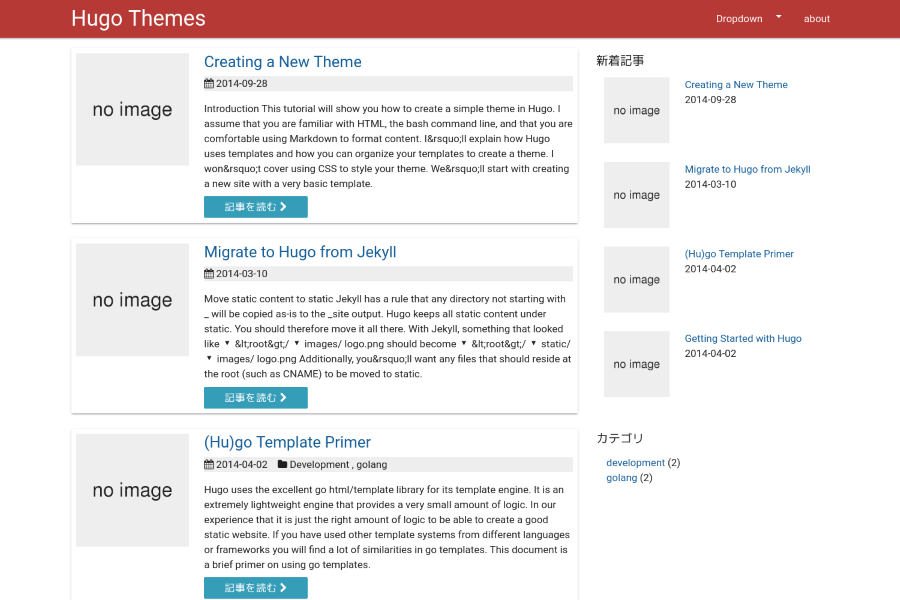 Hugo Themes
Dropdown
about
no image
Creating a New Theme
2014-09-28
Introduction This tutorial will show you how to create a simple theme in Hugo. I
assume that you are familiar with HTML, the bash command line, and that you are
comfortable using Markdown to format content. I&rsquo;ll explain how Hugo
uses templates and how you can organize your templates to create a theme. I
won&rsquo;t cover using CSS to style your theme. We&rsquo;ll start with creating
a new site with a very basic template.
記事を読む
no image
Migrate to Hugo from Jekyll
2014-03-10
Move static content to static Jekyll has a rule that any directory not starting with
_ will be copied as-is to the _site output. Hugo keeps all static content under
static. You should therefore move it all there. With Jekyll, something that looked
like ▾ &lt;root&gt;/ ▾ images/ logo.png should become ▾ &lt;root&gt;/ ▾ static/
▾ images/ logo.png Additionally, you&rsquo;ll want any files that should reside at
the root (such as CNAME) to be moved to static.
記事を読む
no image
(Hu)go Template Primer
2014-04-02 Development , golang
Hugo uses the excellent go html/template library for its template engine. It is an
extremely lightweight engine that provides a very small amount of logic. In our
experience that it is just the right amount of logic to be able to create a good
static website. If you have used other template systems from different languages
or frameworks you will find a lot of similarities in go templates. This document is
a brief primer on using go templates.
記事を読む
新着記事
no image
Creating a New Theme
2014-09-28
no image
Migrate to Hugo from Jekyll
2014-03-10
no image
(Hu)go Template Primer
2014-04-02
no image
Getting Started with Hugo
2014-04-02
カテゴリ
development (2)
golang (2)